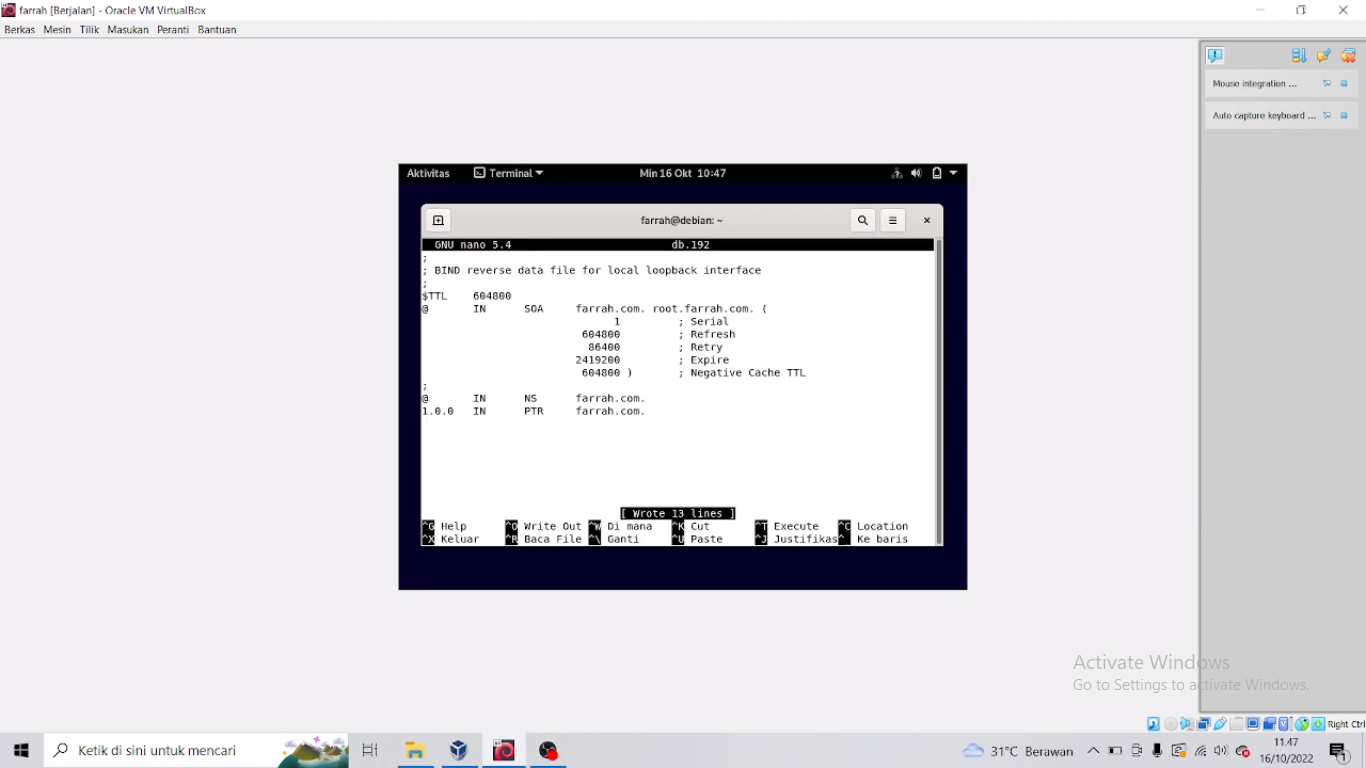 farrah [Berjalan] - Oracle VM VirtualBox
Berkas Mesin Tilik Masukan Peranti Bantuan
Mouse integration ...
Auto capture keyboard ...
Aktivitas Terminal Min 16 Okt 10:47
farrah@debian: ~
GNU nano 5.4 db.192
;
; BIND reverse data file for local loopback interface
;
$TTL 604800
@ IN SOA farrah.com. root.farrah.com. (
1 ; Serial
604800 ; Refresh
86400 ; Retry
2419200 ; Expire
604800 ) ; Negative Cache TTL
;
@ IN NS farrah.com.
1.0.0 IN PTR farrah.com.
[ Wrote 13 lines ]
^G Help ^O Write Out ^W Di mana ^K Cut ^T Execute ^C Location
^X Keluar ^R Baca File ^\ Ganti ^U Paste ^J Justifikas ^ Ke baris
Activate Windows
Go to Settings to activate Windows.
Right Ctrl
Ketik di sini untuk mencari
31°C Berawan
11.47
16/10/2022
1